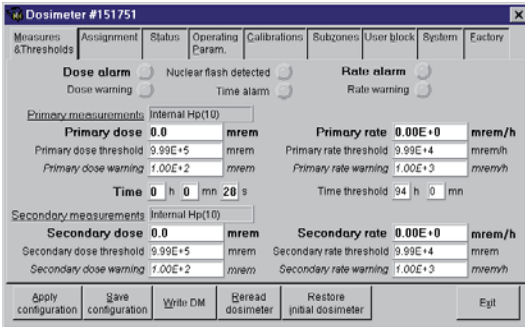 Dosimeter #151751
Measures &Thresholds Assignment Status Operating Param. Calibrations Subzones User block System Factory
Dose alarm Nuclear flash detected Rate alarm
Dose warning Time alarm Rate warning
Primary measurements Internal Hp(10)
Primary dose 0.0 mrem Primary rate 0.00E+0 mrem/h
Primary dose threshold 9.99E+5 mrem Primary rate threshold 9.99E+4 mrem/h
Primary dose warning 1.00E+2 mrem Primary rate warning 1.00E+3 mrem/h
Time 0 h 0 mn 28 s Time threshold 94 h 0 mn
Secondary measurements Internal Hp(10)
Secondary dose 0.0 mrem Secondary rate 0.00E+0 mrem/h
Secondary dose threshold 9.99E+5 mrem Secondary rate threshold 9.99E+4 mrem
Secondary dose warning 1.00E+2 mrem Secondary rate warning 1.00E+3 mrem/h
Apply configuration Save configuration Write DM Reread dosimeter Restore initial dosimeter Exit